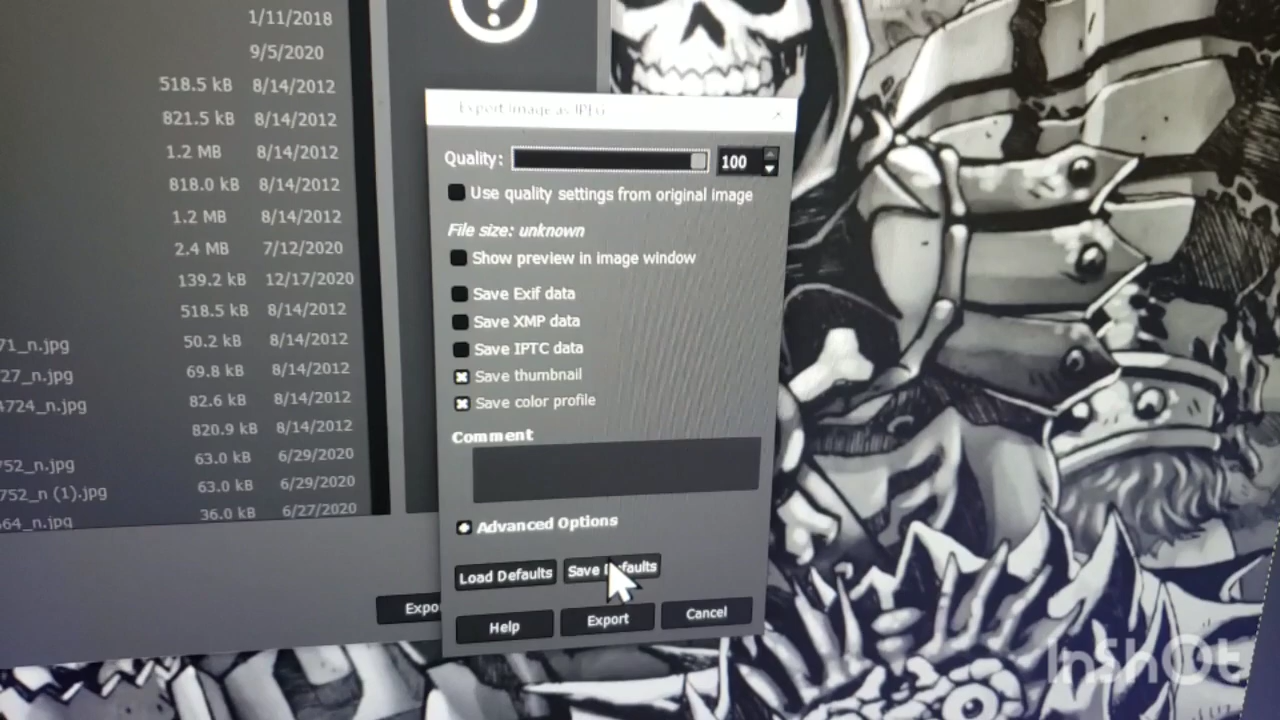 1/11/2018
9/5/2020
518.5 kB 8/14/2012
821.5 kB 8/14/2012
1.2 MB 8/14/2012
818.0 kB 8/14/2012
1.2 MB 8/14/2012
2.4 MB 7/12/2020
139.2 kB 12/17/2020
518.5 kB 8/14/2012
71_n.jpg 50.2 kB 8/14/2012
27_n.jpg 69.8 kB 8/14/2012
4724_n.jpg 82.6 kB 8/14/2012
820.9 kB 8/14/2012
752_n.jpg 63.0 kB 6/29/2020
752_n (1).jpg 63.0 kB 6/29/2020
64_n.jpg 36.0 kB 6/27/2020
Expo
?
Export Image as JPEG
Quality: 100
Use quality settings from original image
File size: unknown
Show preview in image window
Save Exif data
Save XMP data
Save IPTC data
Save thumbnail
Save color profile
Comment
Advanced Options
Load Defaults Save Defaults
Help Export Cancel
InShOt